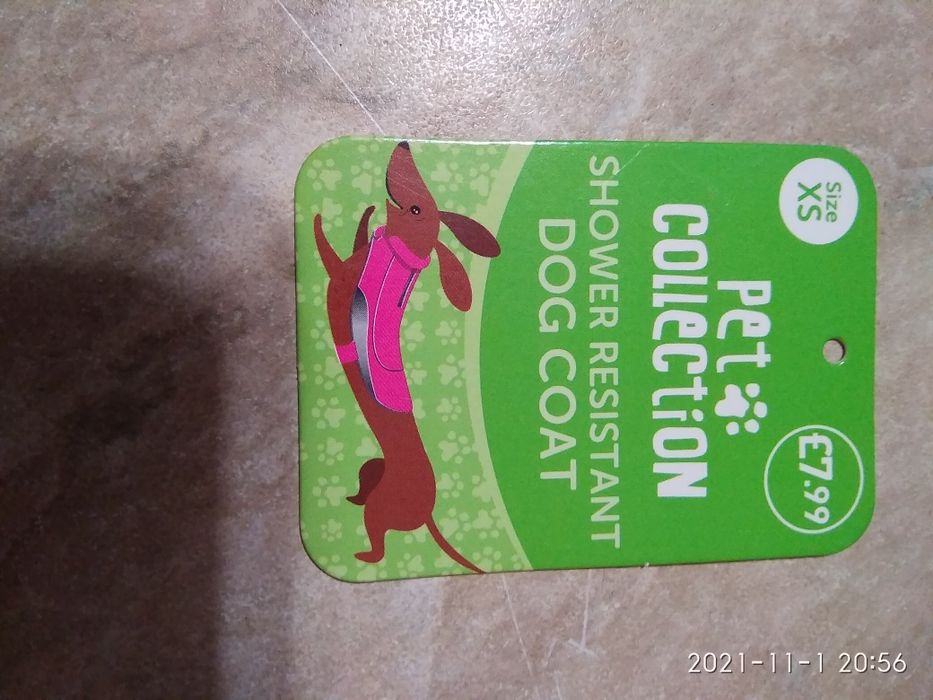 Size
XS
£7.99
Pet
Collection
SHOWER RESISTANT
DOG COAT
2021-11-1 20:56